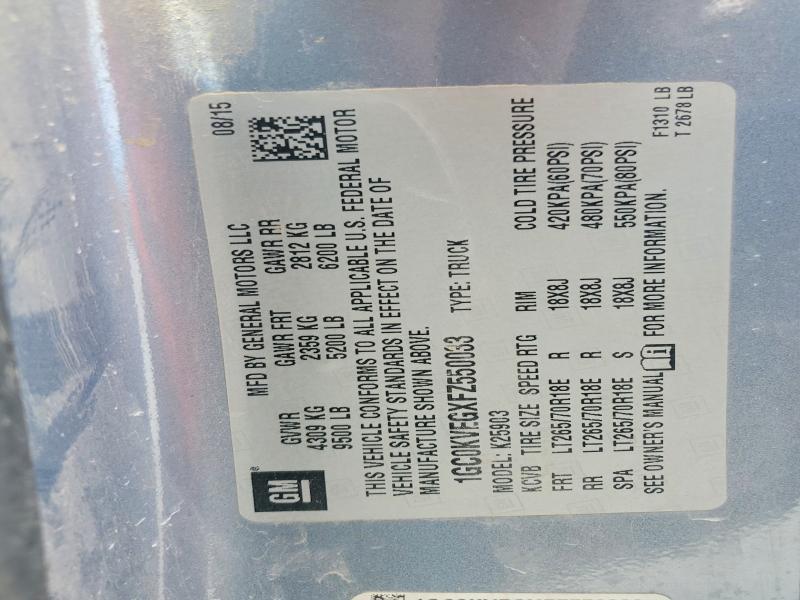 08/15
MFD BY GENERAL MOTORS LLC
GVWR GAWR FRT GAWR RR
4309 KG 2359 KG 2812 KG
9500 LB 5200 LB 6200 LB
GM
THIS VEHICLE CONFORMS TO ALL APPLICABLE U.S. FEDERAL MOTOR
VEHICLE SAFETY STANDARDS IN EFFECT ON THE DATE OF
MANUFACTURE SHOWN ABOVE.
1GC0KVEGXFZ550033 TYPE: TRUCK
MODEL: K25903
KCVB TIRE SIZE SPEED RTG RIM COLD TIRE PRESSURE
FRT LT265/70R18E R 18X8J 420KPA(60PSI)
RR LT265/70R18E R 18X8J 480KPA(70PSI)
SPA LT265/70R18E S 18X8J 550KPA(80PSI)
SEE OWNER'S MANUAL i FOR MORE INFORMATION.
F1310 LB
T 2678 LB